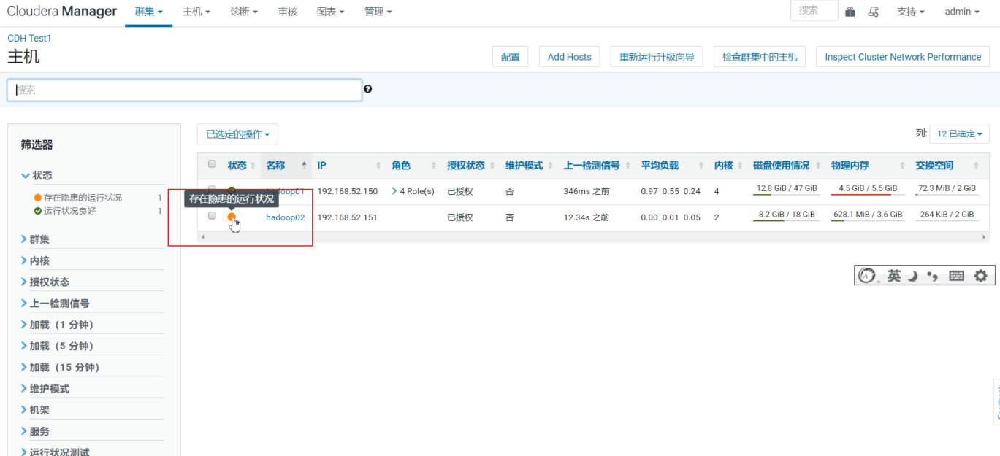 Cloudera Manager 群集 主机 诊断 审核 图表 管理 搜索 支持 admin
CDH Test1
主机
配置 Add Hosts 重新运行升级向导 检查群集中的主机 Inspect Cluster Network Performance
搜索
筛选器
状态
存在隐患的运行状况 1
运行状况良好 1
群集
内核
授权状态
上一检测信号
加载（1 分钟）
加载（5 分钟）
加载（15 分钟）
维护模式
机架
服务
运行状况测试
已选定的操作
列: 12 已选定
状态 名称 IP 角色 授权状态 维护模式 上一检测信号 平均负载 内核 磁盘使用情况 物理内存 交换空间
hadoop01 192.168.52.150 4 Role(s) 已授权 否 346ms 之前 0.97 0.55 0.24 4 12.8 GiB / 47 GiB 4.5 GiB / 5.5 GiB 72.3 MiB / 2 GiB
存在隐患的运行状况
hadoop02 192.168.52.151 已授权 否 12.34s 之前 0.00 0.01 0.05 2 8.2 GiB / 18 GiB 628.1 MiB / 3.6 GiB 264 KiB / 2 GiB
英